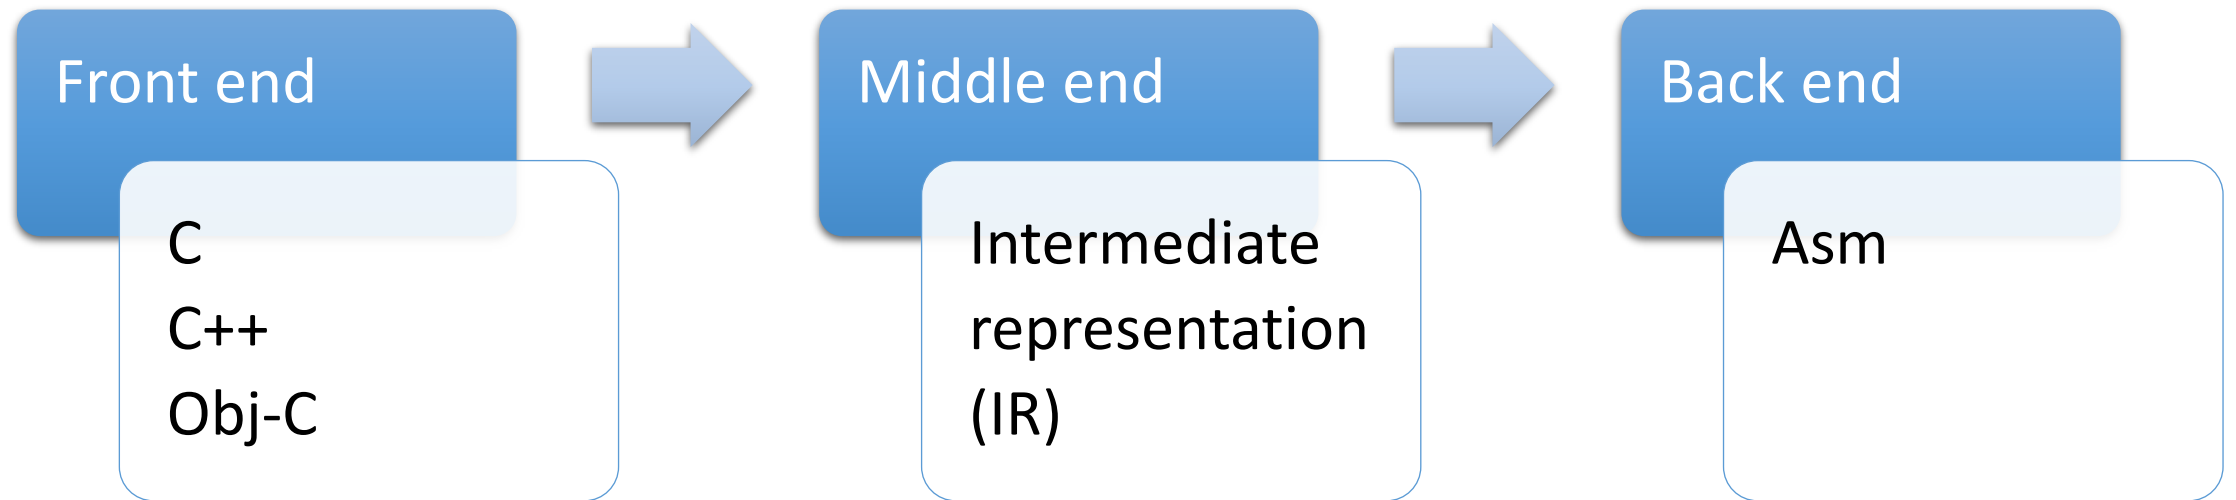 Front end
C
C++
Obj-C
Middle end
Intermediate
representation
(IR)
Back end
Asm